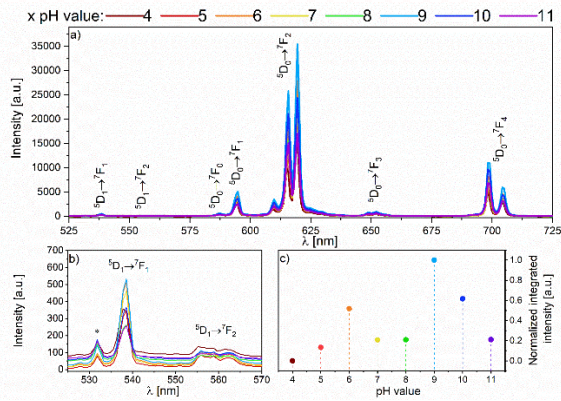 x pH value: 4 5 6 7 8 9 10 11
a)
Intensity [a.u.]
35000
30000
25000
20000
15000
10000
5000
0
⁵D₁→⁷F₁
⁵D₁→⁷F₂
⁵D₀→⁷F₀
⁵D₀→⁷F₁
⁵D₀→⁷F₂
⁵D₀→⁷F₃
⁵D₀→⁷F₄
525 550 575 600 625 650 675 700 725
λ [nm]
b)
Intensity [a.u.]
700
600
500
400
300
200
100
0
*
⁵D₁→⁷F₁
⁵D₁→⁷F₂
530 540 550 560 570
λ [nm]
c)
1.0
0.8
0.6
0.4
0.2
0.0
Normalized integrated
intensity [a.u.]
4 5 6 7 8 9 10 11
pH value